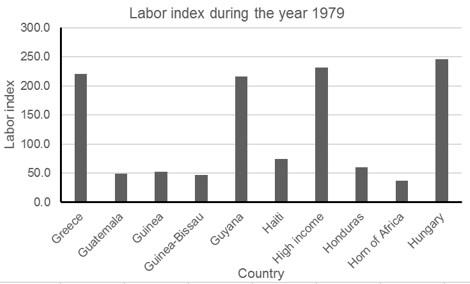 Labor index during the year 1979
300.0
250.0
200.0
150.0
100.0
50.0
0.0
Labor index
Greece
Guatemala
Guinea
Guinea-Bissau
Guyana
Haiti
High income
Honduras
Horn of Africa
Hungary
Country